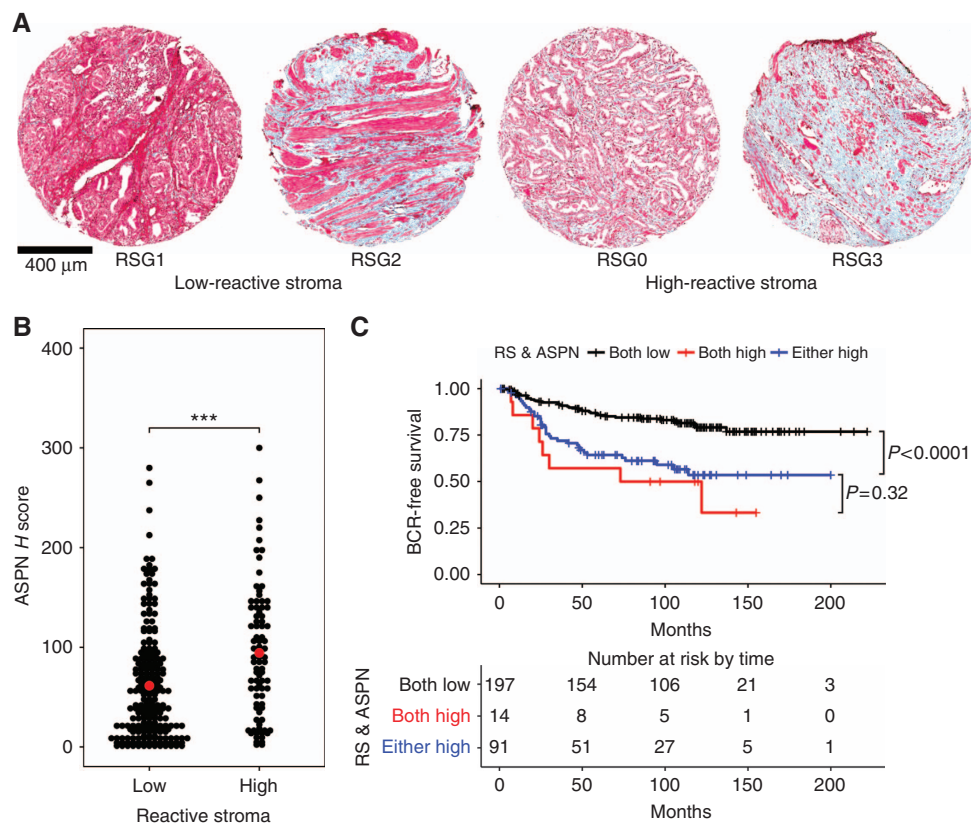 A
400 μm
RSG1
RSG2
RSG0
RSG3
Low-reactive stroma
High-reactive stroma
B
400
300
200
100
0
ASPN H score
***
Low
High
Reactive stroma
C
RS & ASPN Both low Both high Either high
1.00
0.75
0.50
0.25
0.00
BCR-free survival
P<0.0001
P=0.32
0 50 100 150 200
Months
Number at risk by time
RS & ASPN
Both low 197 154 106 21 3
Both high 14 8 5 1 0
Either high 91 51 27 5 1
0 50 100 150 200
Months